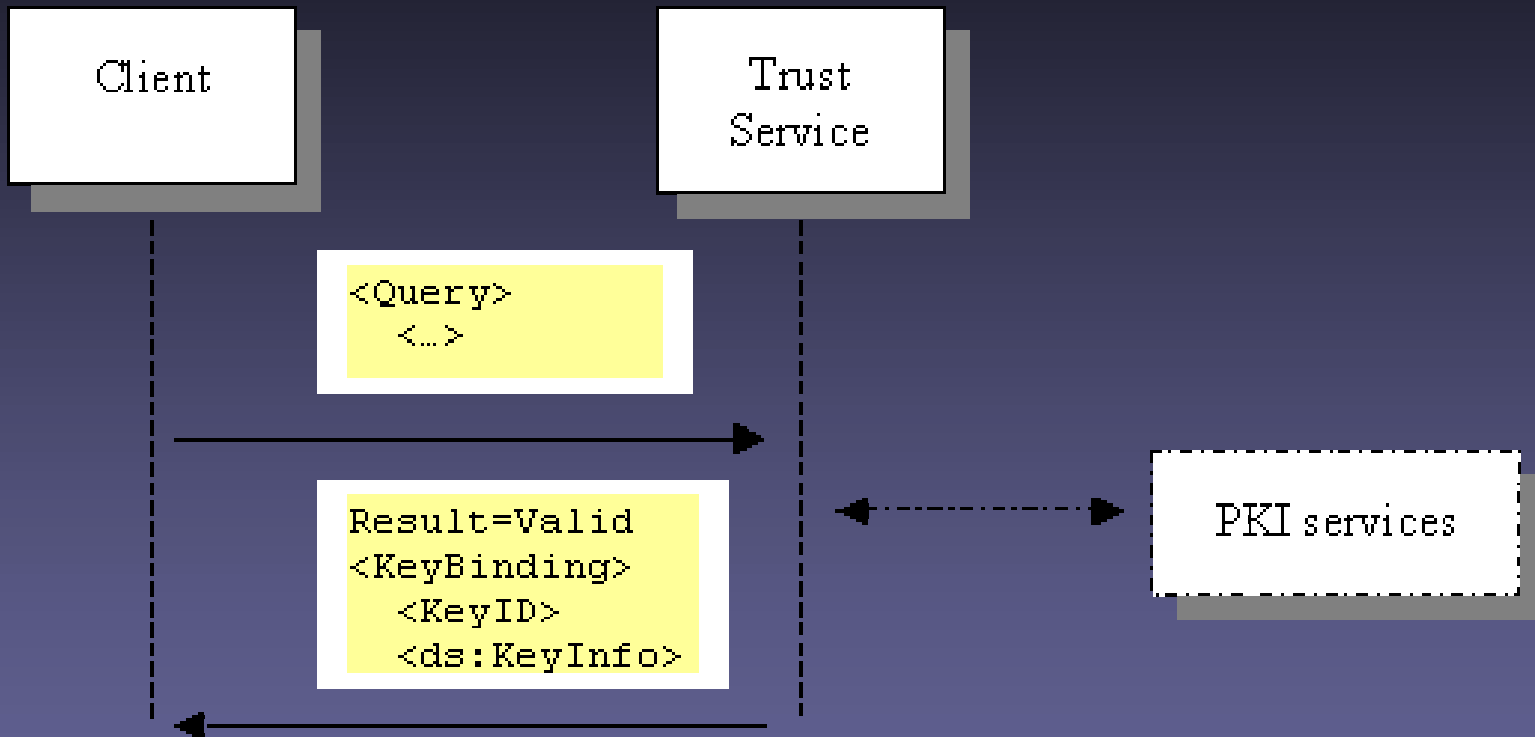 Client
Trust
Service
<Query>
<…>
Result=Valid
<KeyBinding>
<KeyID>
<ds:KeyInfo>
PKI services